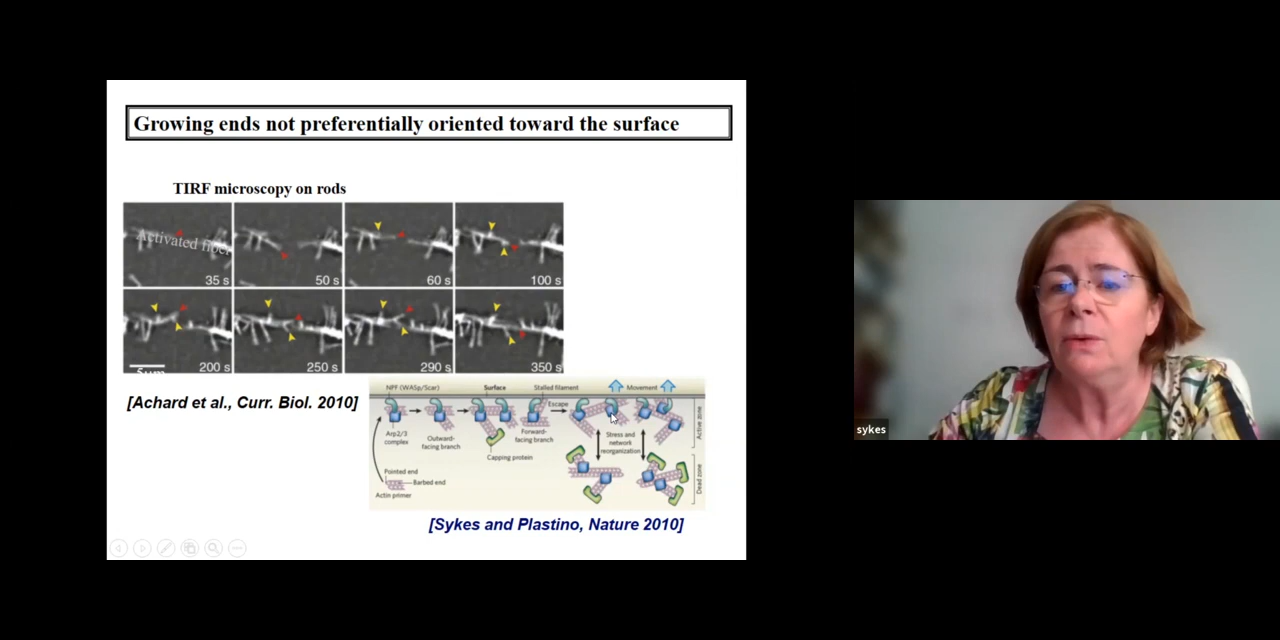 Growing ends not preferentially oriented toward the surface
TIRF microscopy on rods
Activated fiber
35 s
50 s
60 s
100 s
200 s
250 s
290 s
350 s
5μm
[Achard et al., Curr. Biol. 2010]
NPF (WASp/Scar)
Surface
Stalled filament
Movement
Escape
Arp2/3
complex
Outward-
facing branch
Forward-
facing branch
Capping protein
Stress and
network
reorganization
Active zone
Dead zone
Pointed end
Barbed end
Actin primer
[Sykes and Plastino, Nature 2010]
sykes